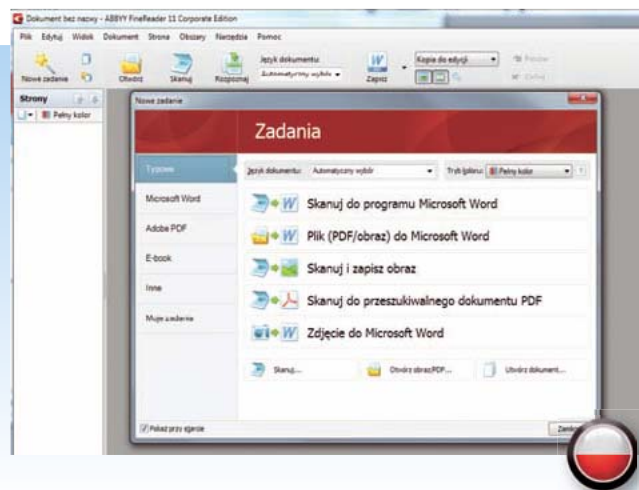 Dokument bez nazwy - ABBYY FineReader 11 Corporate Edition
Plik Edytuj Widok Dokument Strona Obszary Narzędzia Pomoc
Nowe zadanie
Otwórz
Skanuj
Rozpoznaj
Język dokumentu:
Automatyczny wybór
Zapisz
Kopia do edycji
Strony
Pełny kolor
Nowe zadanie
Zadania
Typowe
Microsoft Word
Adobe PDF
E-book
Inne
Moje zadania
Język dokumentu: Automatyczny wybór
Tryb koloru: Pełny kolor
Skanuj do programu Microsoft Word
Plik (PDF/obraz) do Microsoft Word
Skanuj i zapisz obraz
Skanuj do przeszukiwalnego dokumentu PDF
Zdjęcie do Microsoft Word
Skanuj...
Otwórz obraz/PDF...
Utwórz dokument...
Pokaż przy starcie